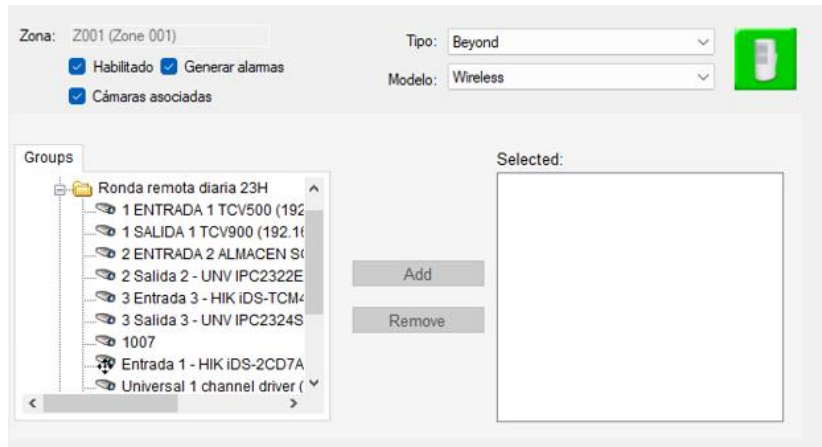 Zona: Z001 (Zone 001)
Tipo: Beyond
Habilitado Generar alarmas
Modelo: Wireless
Cámaras asociadas
Groups
Selected:
Ronda remota diaria 23H
1 ENTRADA 1 TCV500 (192
1 SALIDA 1 TCV900 (192.16
2 ENTRADA 2 ALMACEN SO
2 Salida 2 - UNV IPC2322E
3 Entrada 3 - HIK iDS-TCM4
3 Salida 3 - UNV IPC2324S
1007
Entrada 1 - HIK iDS-2CD7A
Universal 1 channel driver (
Add
Remove